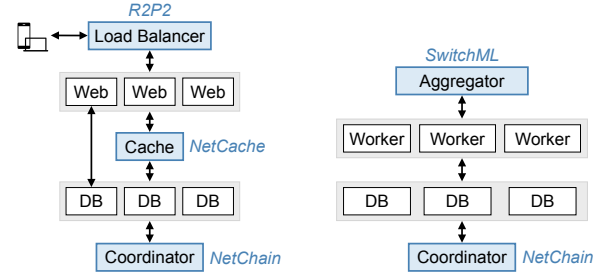 R2P2
Load Balancer
Web Web Web
Cache NetCache
DB DB DB
Coordinator NetChain
SwitchML
Aggregator
Worker Worker Worker
DB DB DB
Coordinator NetChain